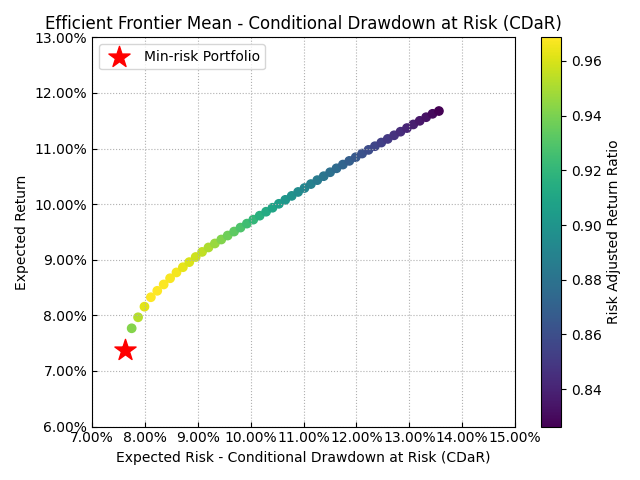 Efficient Frontier Mean - Conditional Drawdown at Risk (CDaR)
Min-risk Portfolio
13.00%
12.00%
11.00%
10.00%
9.00%
8.00%
7.00%
6.00%
Expected Return
7.00% 8.00% 9.00% 10.00% 11.00% 12.00% 13.00% 14.00% 15.00%
Expected Risk - Conditional Drawdown at Risk (CDaR)
0.96
0.94
0.92
0.90
0.88
0.86
0.84
Risk Adjusted Return Ratio